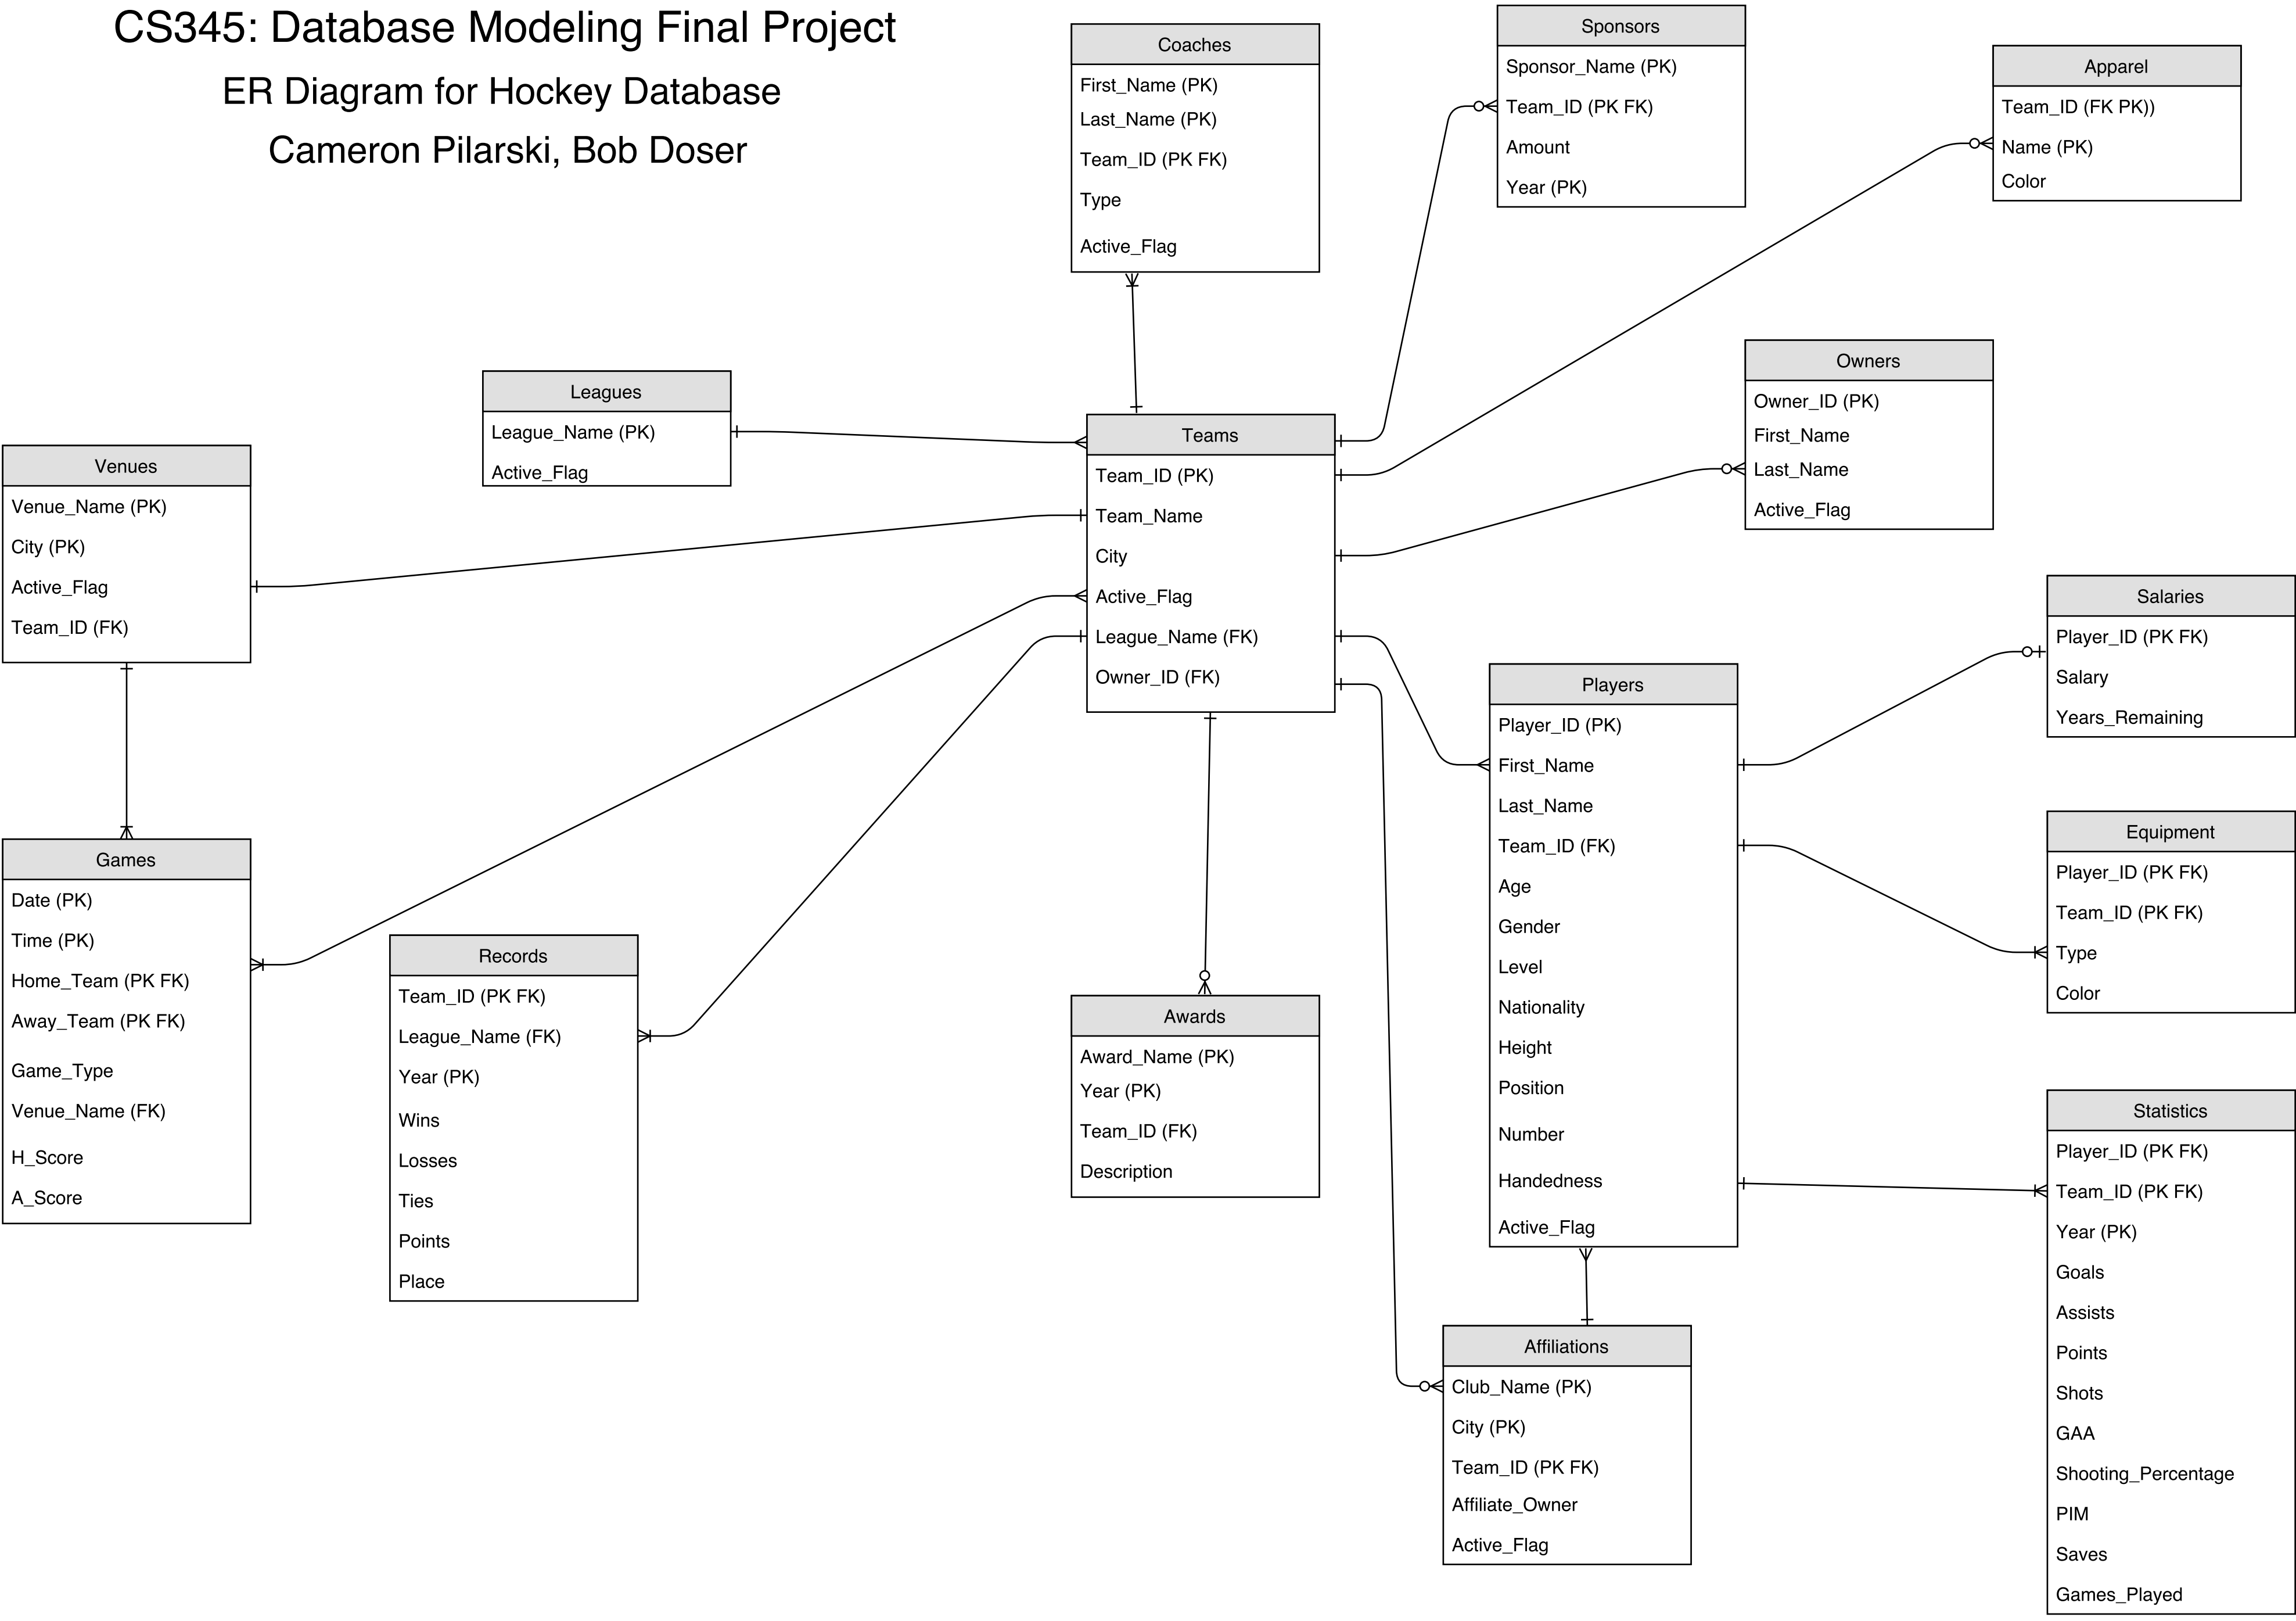 CS345: Database Modeling Final Project
ER Diagram for Hockey Database
Cameron Pilarski, Bob Doser
Coaches
First_Name (PK)
Last_Name (PK)
Team_ID (PK FK)
Type
Active_Flag
Sponsors
Sponsor_Name (PK)
Team_ID (PK FK)
Amount
Year (PK)
Apparel
Team_ID (FK PK))
Name (PK)
Color
Leagues
League_Name (PK)
Active_Flag
Teams
Team_ID (PK)
Team_Name
City
Active_Flag
League_Name (FK)
Owner_ID (FK)
Owners
Owner_ID (PK)
First_Name
Last_Name
Active_Flag
Venues
Venue_Name (PK)
City (PK)
Active_Flag
Team_ID (FK)
Salaries
Player_ID (PK FK)
Salary
Years_Remaining
Players
Player_ID (PK)
First_Name
Last_Name
Team_ID (FK)
Age
Gender
Level
Nationality
Height
Position
Number
Handedness
Active_Flag
Equipment
Player_ID (PK FK)
Team_ID (PK FK)
Type
Color
Games
Date (PK)
Time (PK)
Home_Team (PK FK)
Away_Team (PK FK)
Game_Type
Venue_Name (FK)
H_Score
A_Score
Records
Team_ID (PK FK)
League_Name (FK)
Year (PK)
Wins
Losses
Ties
Points
Place
Awards
Award_Name (PK)
Year (PK)
Team_ID (FK)
Description
Statistics
Player_ID (PK FK)
Team_ID (PK FK)
Year (PK)
Goals
Assists
Points
Shots
GAA
Shooting_Percentage
PIM
Saves
Games_Played
Affiliations
Club_Name (PK)
City (PK)
Team_ID (PK FK)
Affiliate_Owner
Active_Flag